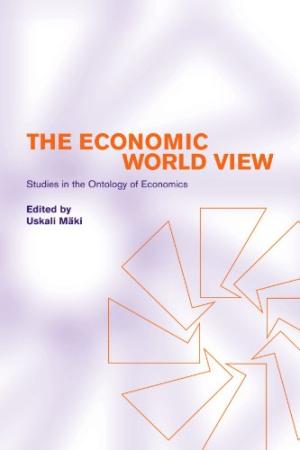 THE ECONOMIC
WORLD VIEW
Studies in the Ontology of Economics
Edited by
Uskali Mäki